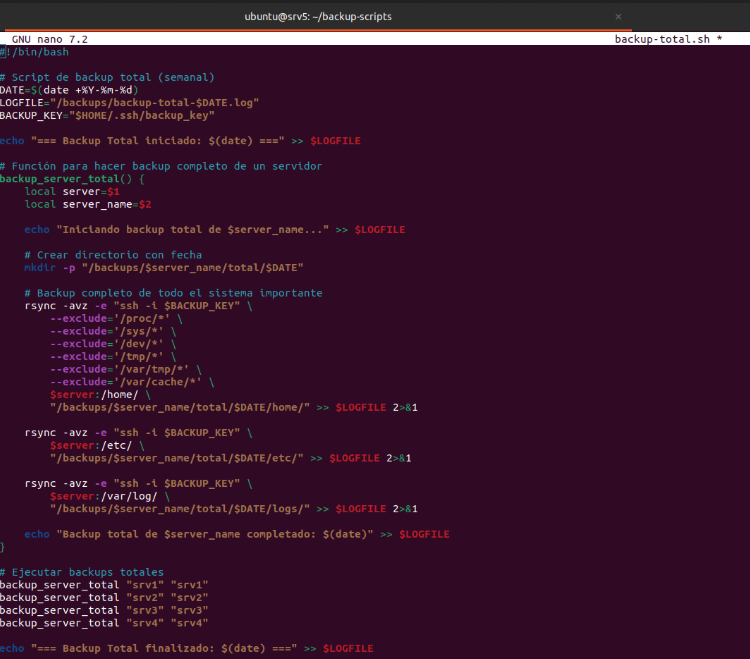 ubuntu@srv5: ~/backup-scripts ×
GNU nano 7.2 backup-total.sh *
#!/bin/bash

# Script de backup total (semanal)
DATE=$(date +%Y-%m-%d)
LOGFILE="/backups/backup-total-$DATE.log"
BACKUP_KEY="$HOME/.ssh/backup_key"

echo "=== Backup Total iniciado: $(date) ===" >> $LOGFILE

# Función para hacer backup completo de un servidor
backup_server_total() {
    local server=$1
    local server_name=$2

    echo "Iniciando backup total de $server_name..." >> $LOGFILE

    # Crear directorio con fecha
    mkdir -p "/backups/$server_name/total/$DATE"

    # Backup completo de todo el sistema importante
    rsync -avz -e "ssh -i $BACKUP_KEY" \
        --exclude='/proc/*' \
        --exclude='/sys/*' \
        --exclude='/dev/*' \
        --exclude='/tmp/*' \
        --exclude='/var/tmp/*' \
        --exclude='/var/cache/*' \
        $server:/home/ \
        "/backups/$server_name/total/$DATE/home/" >> $LOGFILE 2>&1

    rsync -avz -e "ssh -i $BACKUP_KEY" \
        $server:/etc/ \
        "/backups/$server_name/total/$DATE/etc/" >> $LOGFILE 2>&1

    rsync -avz -e "ssh -i $BACKUP_KEY" \
        $server:/var/log/ \
        "/backups/$server_name/total/$DATE/logs/" >> $LOGFILE 2>&1

    echo "Backup total de $server_name completado: $(date)" >> $LOGFILE
}

# Ejecutar backups totales
backup_server_total "srv1" "srv1"
backup_server_total "srv2" "srv2"
backup_server_total "srv3" "srv3"
backup_server_total "srv4" "srv4"

echo "=== Backup Total finalizado: $(date) ===" >> $LOGFILE